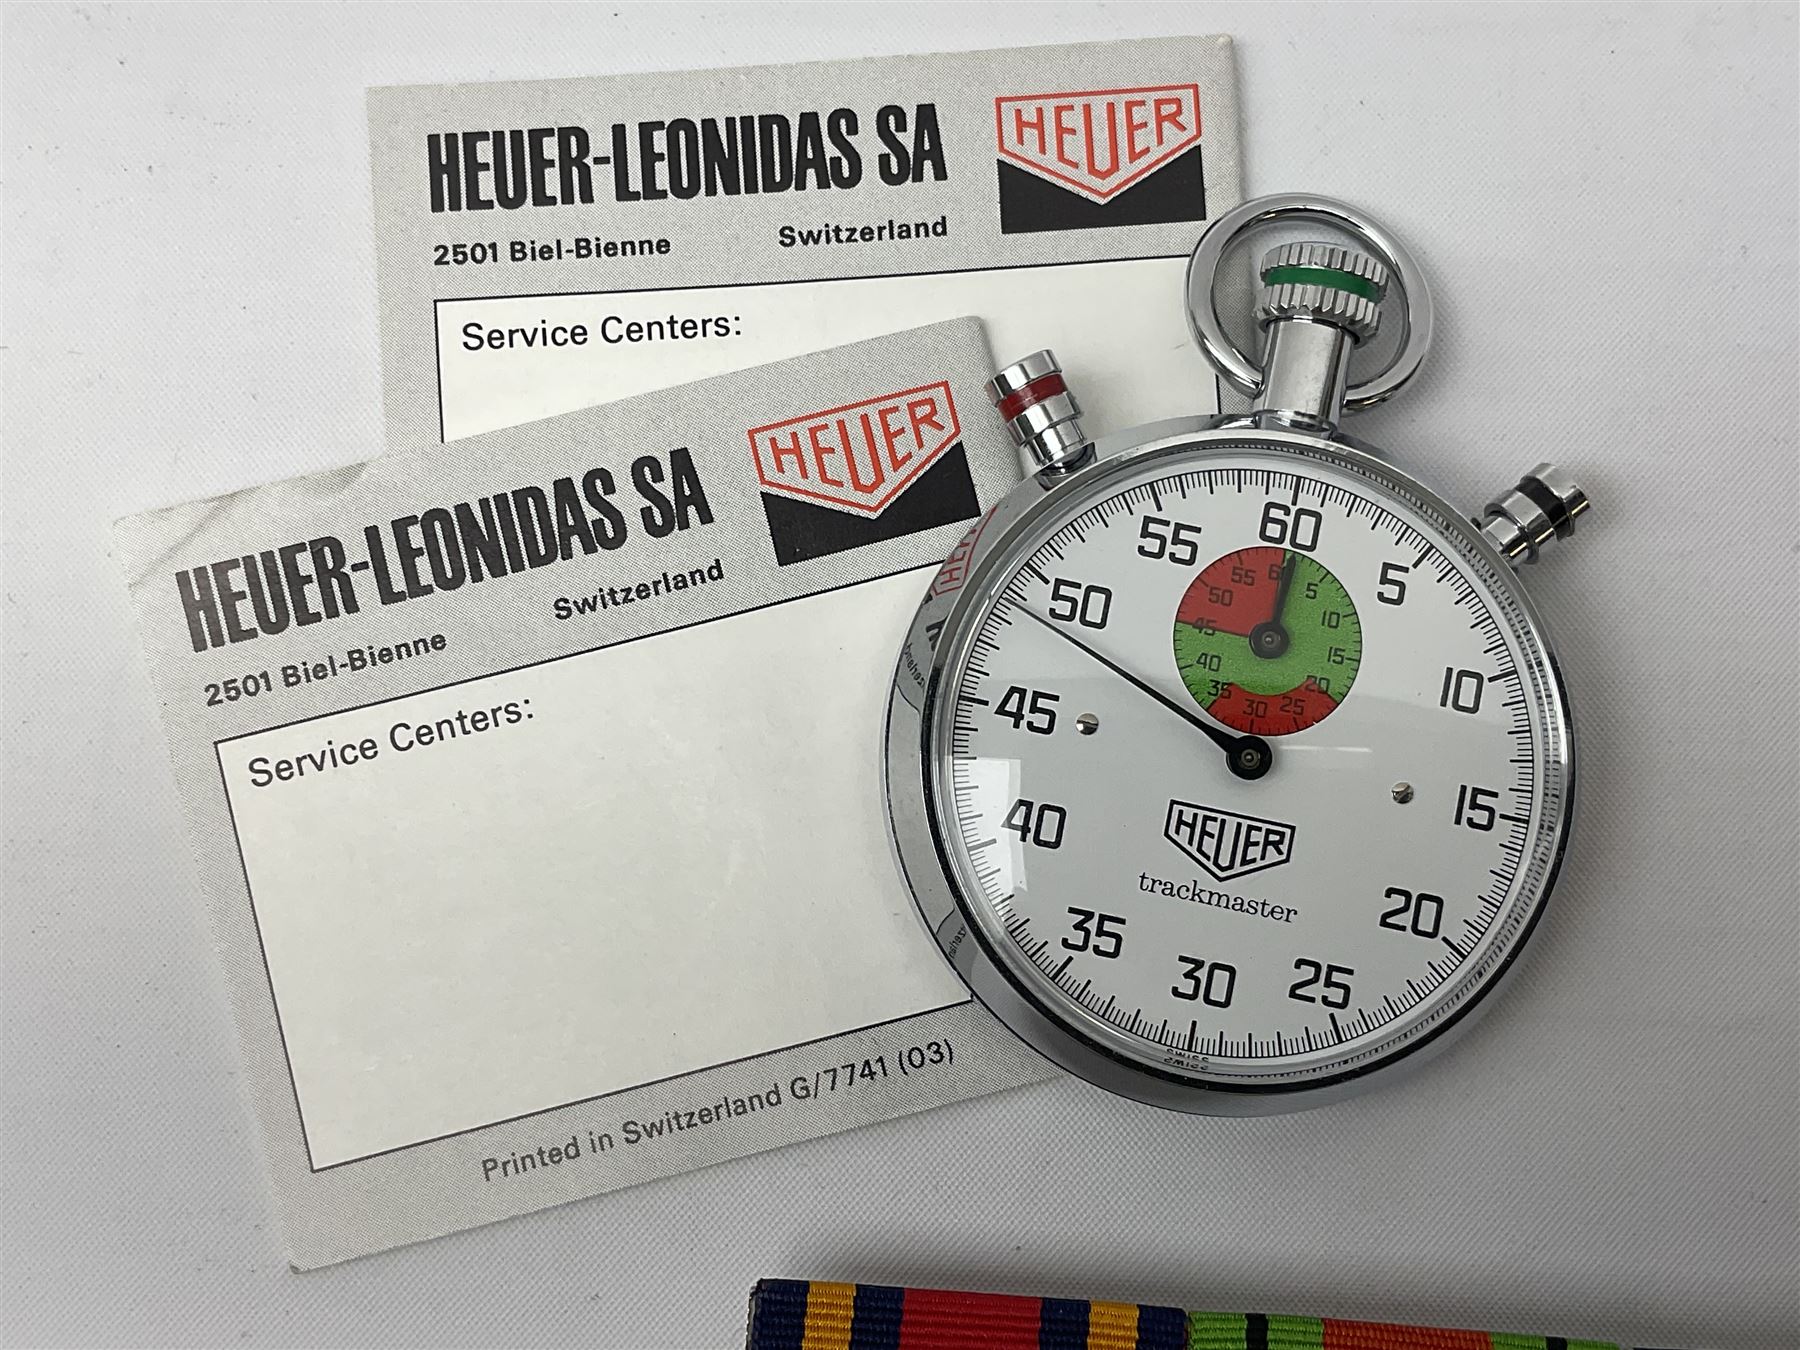 HEUER-LEONIDAS SA
HEUER
2501 Biel-Bienne Switzerland
Service Centers:
HEUER-LEONIDAS SA
HEUER
2501 Biel-Bienne Switzerland
Service Centers:
Printed in Switzerland G/7741 (03)
60
5
10
15
20
25
30
35
40
45
50
55
60
5
10
15
20
25
30
35
40
45
50
55
HEUER
trackmaster
SWISS